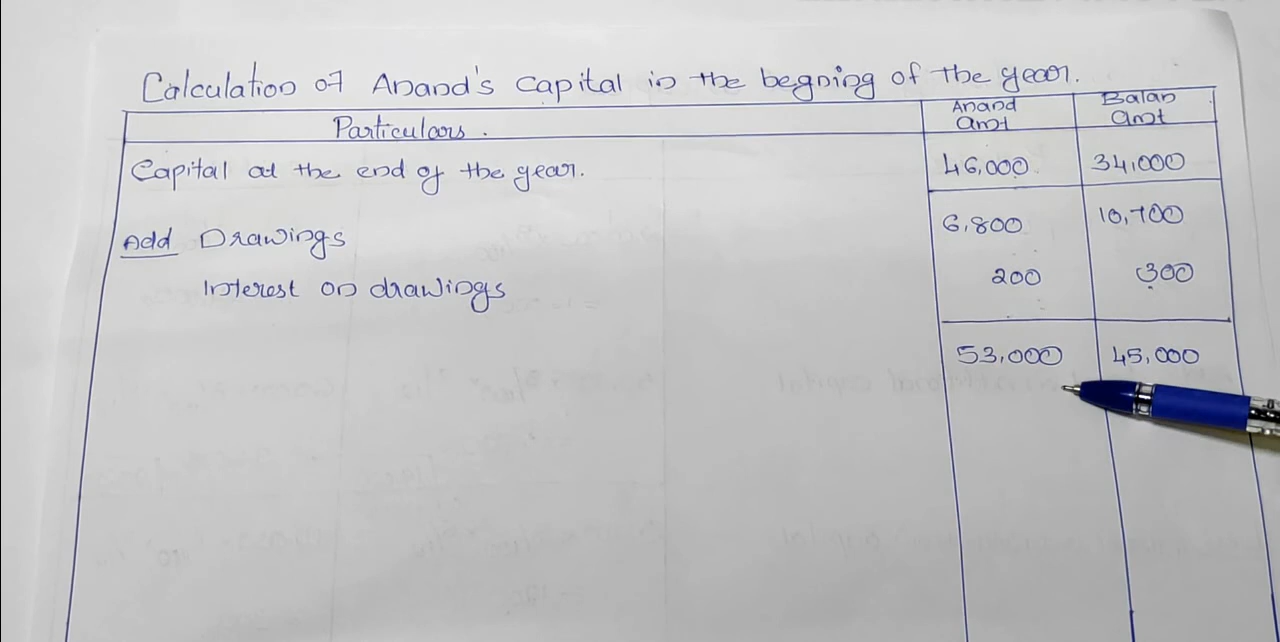 Calculation of Anand's Capital in the begning of the year.
Particulars. Anand Amt Balan Amt
Capital at the end of the year. 46,000 34,000
Add Drawings 6,800 10,700
Interest on drawings 200 300
53,000 45,000